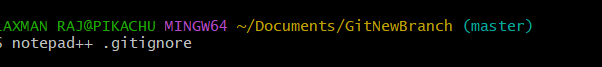 LAXMAN RAJ@PIKACHU MINGW64 ~/Documents/GitNewBranch (master)
$ notepad++ .gitignore